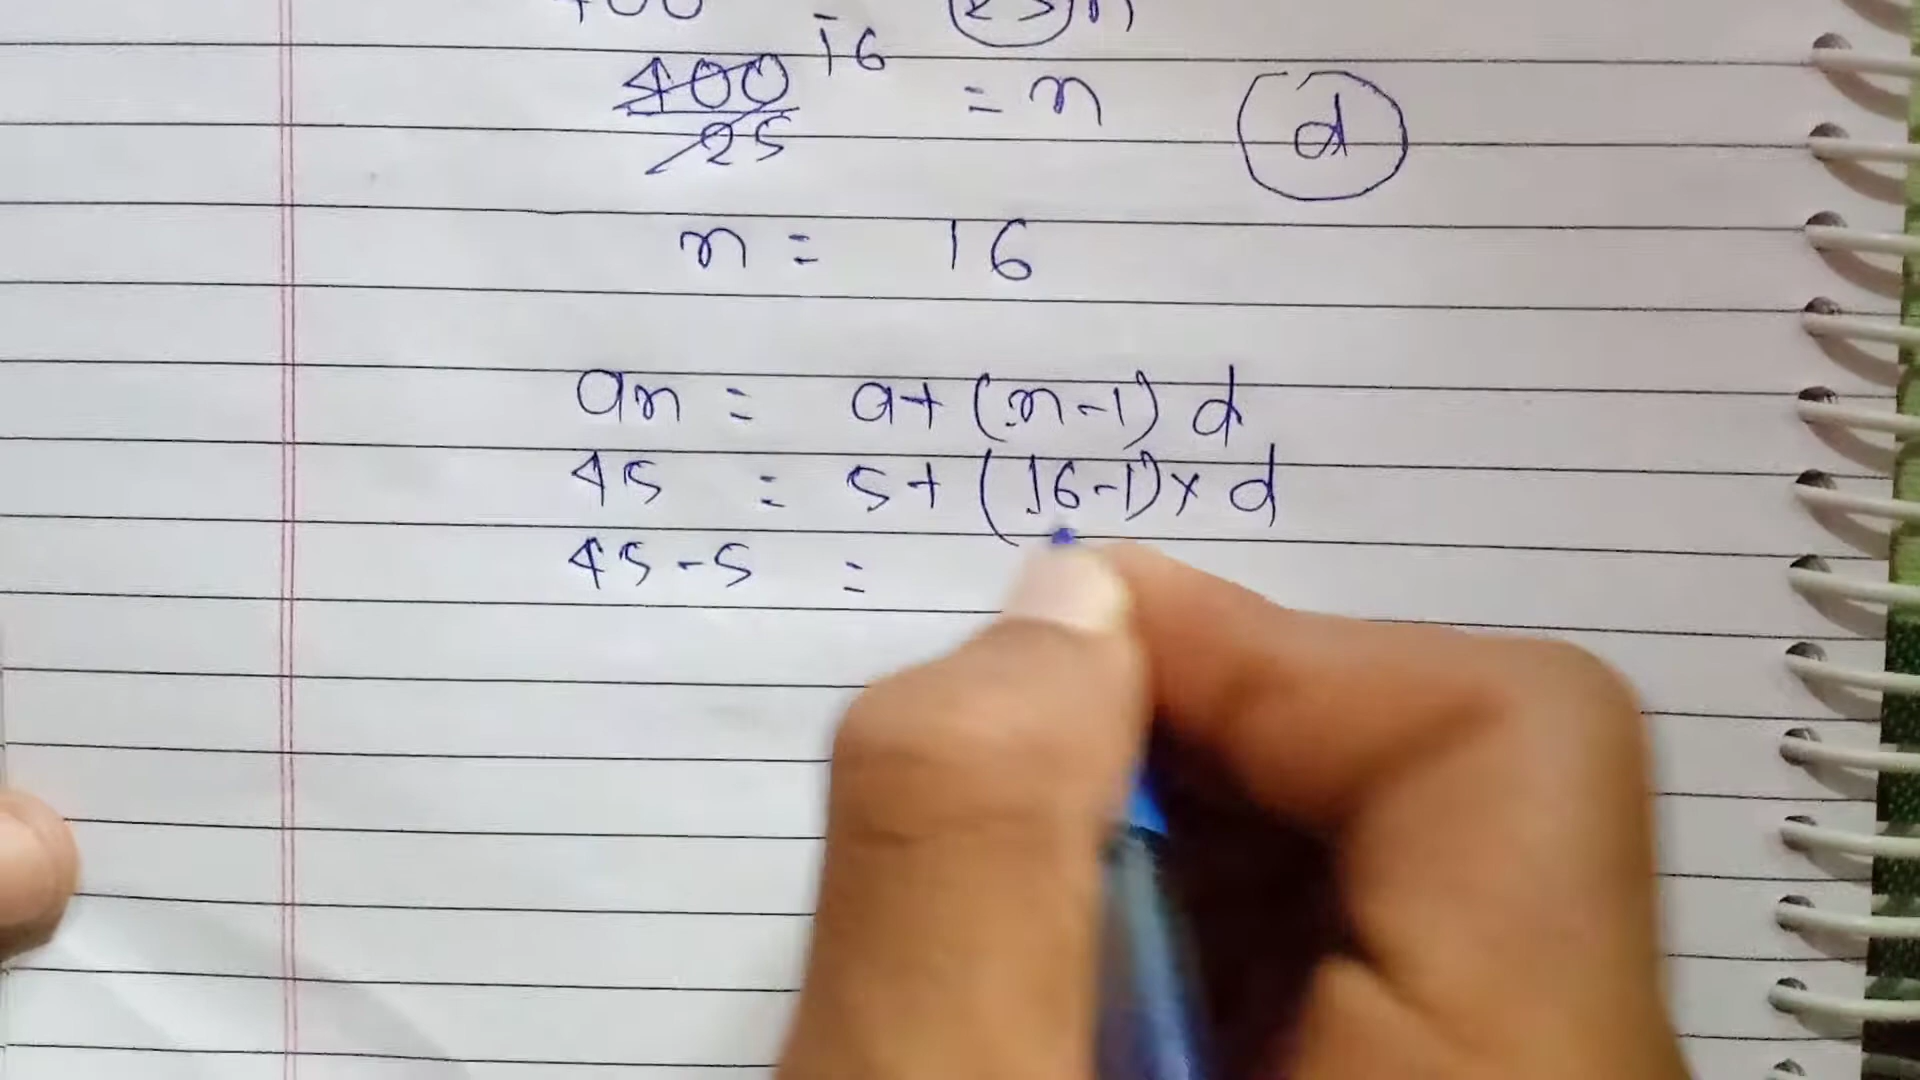 400 16 = n
25
d
n = 16
an = a+(n-1) d
45 = 5+(16-1)× d
45-5 =